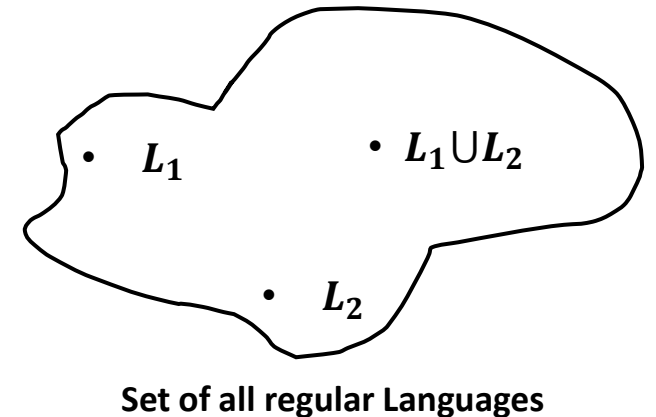 L₁
L₁⋃L₂
L₂
Set of all regular Languages